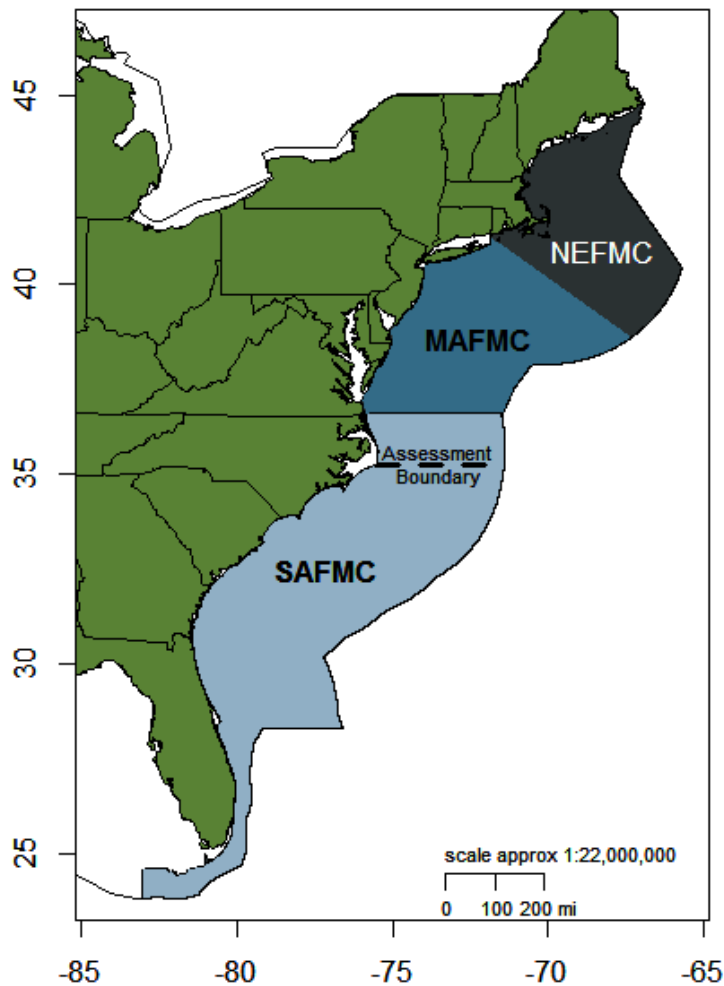 45
40
35
30
25
NEFMC
MAFMC
Assessment
Boundary
SAFMC
scale approx 1:22,000,000
0 100 200 mi
-85 -80 -75 -70 -65